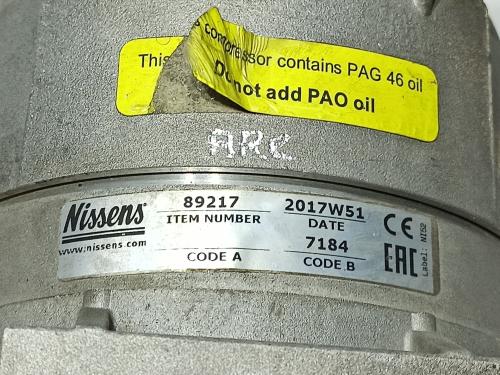 This compressor contains PAG 46 oil
Do not add PAO oil
ARC
Nissens
www.nissens.com
89217
ITEM NUMBER
2017W51
DATE
CODE A
7184
CODE B
CE
EAC
Label: NI52